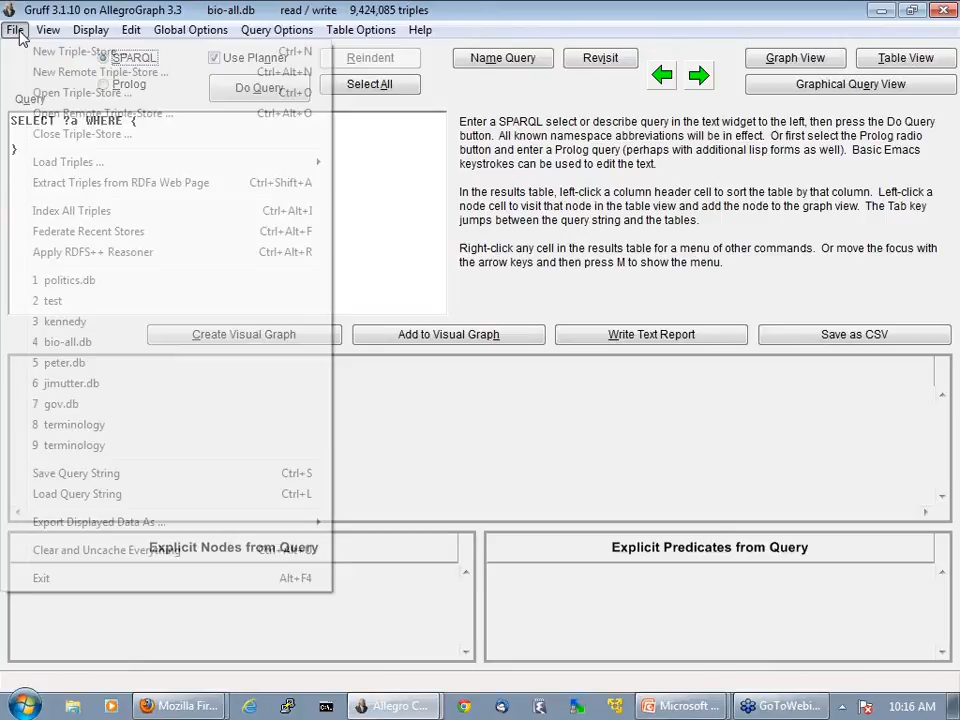 Gruff 3.1.10 on AllegroGraph 3.3 bio-all.db read / write 9,424,085 triples
File View Display Edit Global Options Query Options Table Options Help
New Triple-Store Ctrl+N
New Remote Triple-Store ... Ctrl+Alt+N
Open Triple-Store ... Ctrl+O
Open Remote Triple-Store ... Ctrl+Alt+O
Close Triple-Store ...
Load Triples ...
Extract Triples from RDFa Web Page Ctrl+Shift+A
Index All Triples Ctrl+Alt+I
Federate Recent Stores Ctrl+Alt+F
Apply RDFS++ Reasoner Ctrl+Alt+R
1 politics.db
2 test
3 kennedy
4 bio-all.db
5 peter.db
6 jimutter.db
7 gov.db
8 terminology
9 terminology
Save Query String Ctrl+S
Load Query String Ctrl+L
Export Displayed Data As ...
Clear and Uncache Everything
Exit Alt+F4
SPARQL Use Planner Reindent Name Query Revisit Graph View Table View
Prolog Do Query Select All Graphical Query View
Query
SELECT ?a WHERE {
}
Enter a SPARQL select or describe query in the text widget to the left, then press the Do Query
button. All known namespace abbreviations will be in effect. Or first select the Prolog radio
button and enter a Prolog query (perhaps with additional lisp forms as well). Basic Emacs
keystrokes can be used to edit the text.
In the results table, left-click a column header cell to sort the table by that column. Left-click a
node cell to visit that node in the table view and add the node to the graph view. The Tab key
jumps between the query string and the tables.
Right-click any cell in the results table for a menu of other commands. Or move the focus with
the arrow keys and then press M to show the menu.
Create Visual Graph Add to Visual Graph Write Text Report Save as CSV
Explicit Nodes from Query Explicit Predicates from Query
Mozilla Fir... Allegro C... Microsoft ... GoToWebi... 10:16 AM